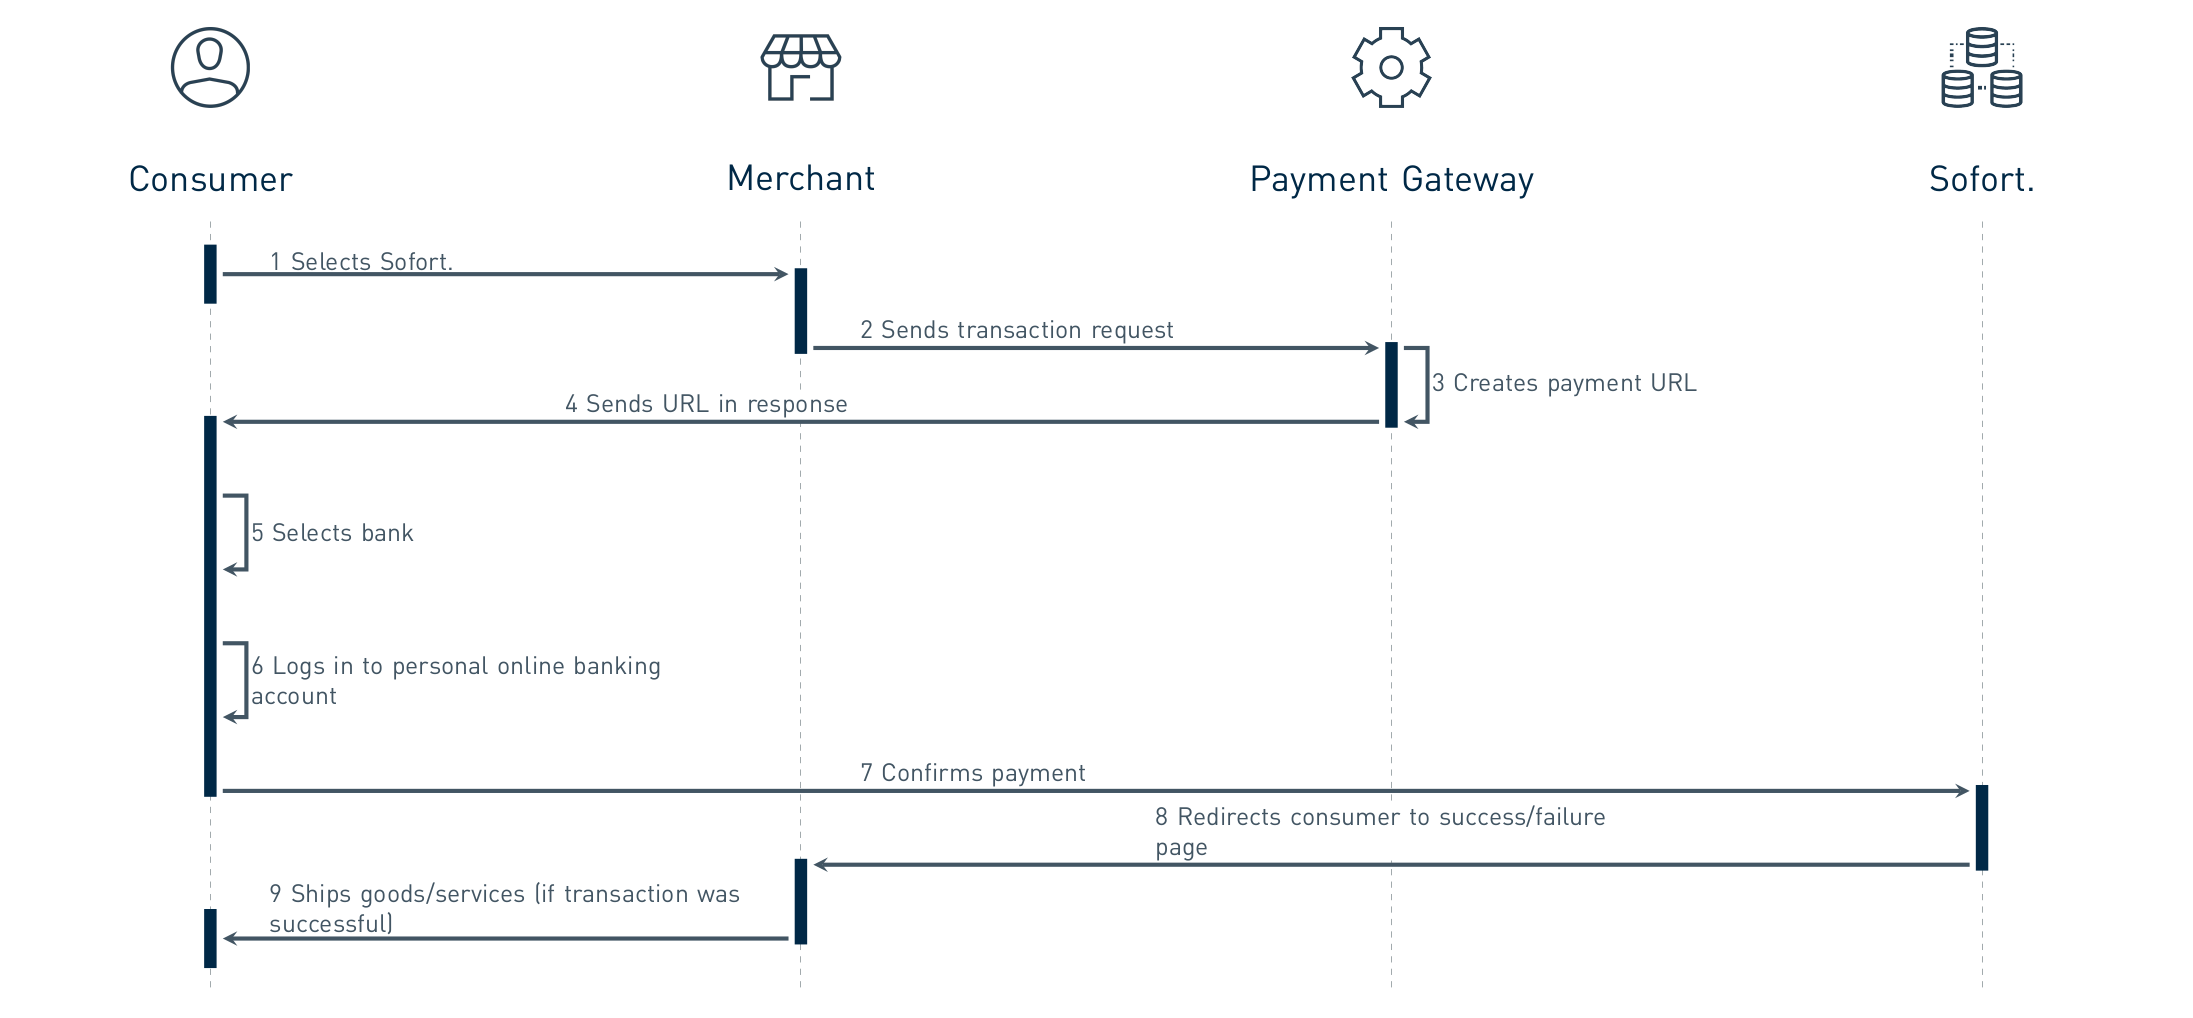 Consumer
Merchant
Payment Gateway
Sofort.
1 Selects Sofort.
2 Sends transaction request
3 Creates payment URL
4 Sends URL in response
5 Selects bank
6 Logs in to personal online banking
account
7 Confirms payment
8 Redirects consumer to success/failure
page
9 Ships goods/services (if transaction was
successful)